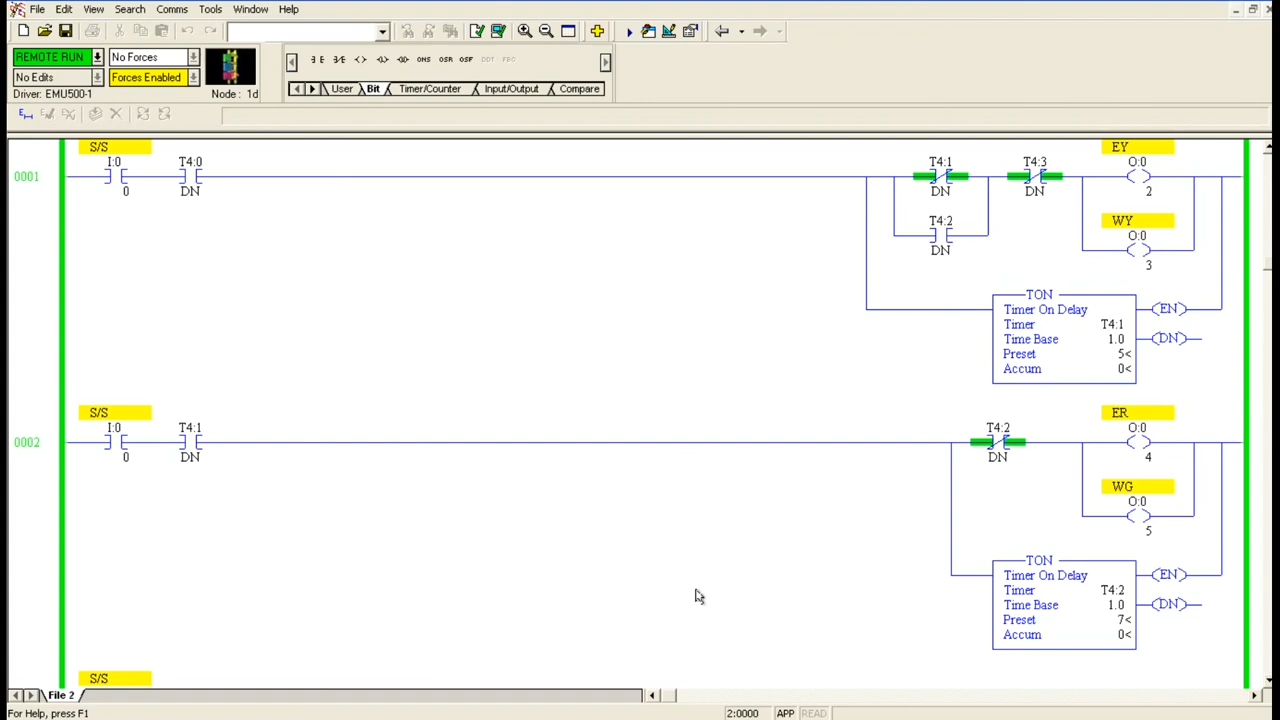 File Edit View Search Comms Tools Window Help
REMOTE RUN No Forces
No Edits Forces Enabled
Driver: EMU500-1 Node : 1d
ONS OSR OSF
User Bit Timer/Counter Input/Output Compare
S/S EY
I:0 T4:0 T4:1 T4:3 O:0
0001
0 DN DN DN 2
T4:2 WY
O:0
DN 3
TON
Timer On Delay EN
Timer T4:1
Time Base 1.0 DN
Preset 5<
Accum 0<
S/S ER
I:0 T4:1 T4:2 O:0
0002
0 DN DN 4
WG
O:0
5
TON
Timer On Delay EN
Timer T4:2
Time Base 1.0 DN
Preset 7<
Accum 0<
S/S
File 2
For Help, press F1 2:0000 APP READ